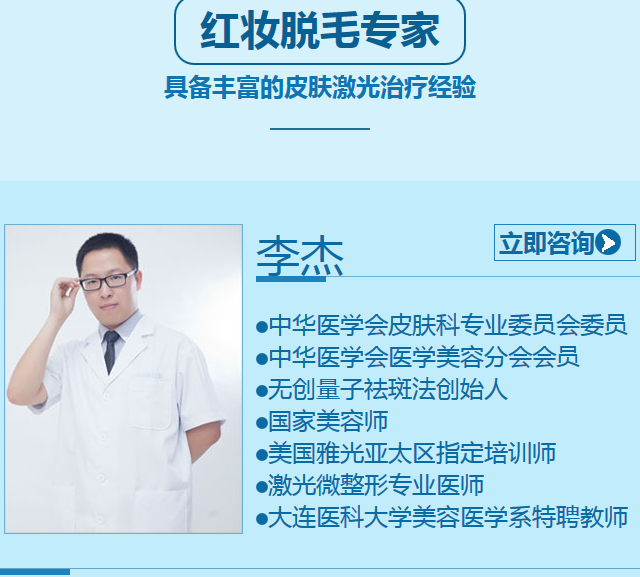 红妆脱毛专家
具备丰富的皮肤激光治疗经验
李杰
立即咨询
●中华医学会皮肤科专业委员会委员
●中华医学会医学美容分会会员
●无创量子祛斑法创始人
●国家美容师
●美国雅光亚太区指定培训师
●激光微整形专业医师
●大连医科大学美容医学系特聘教师